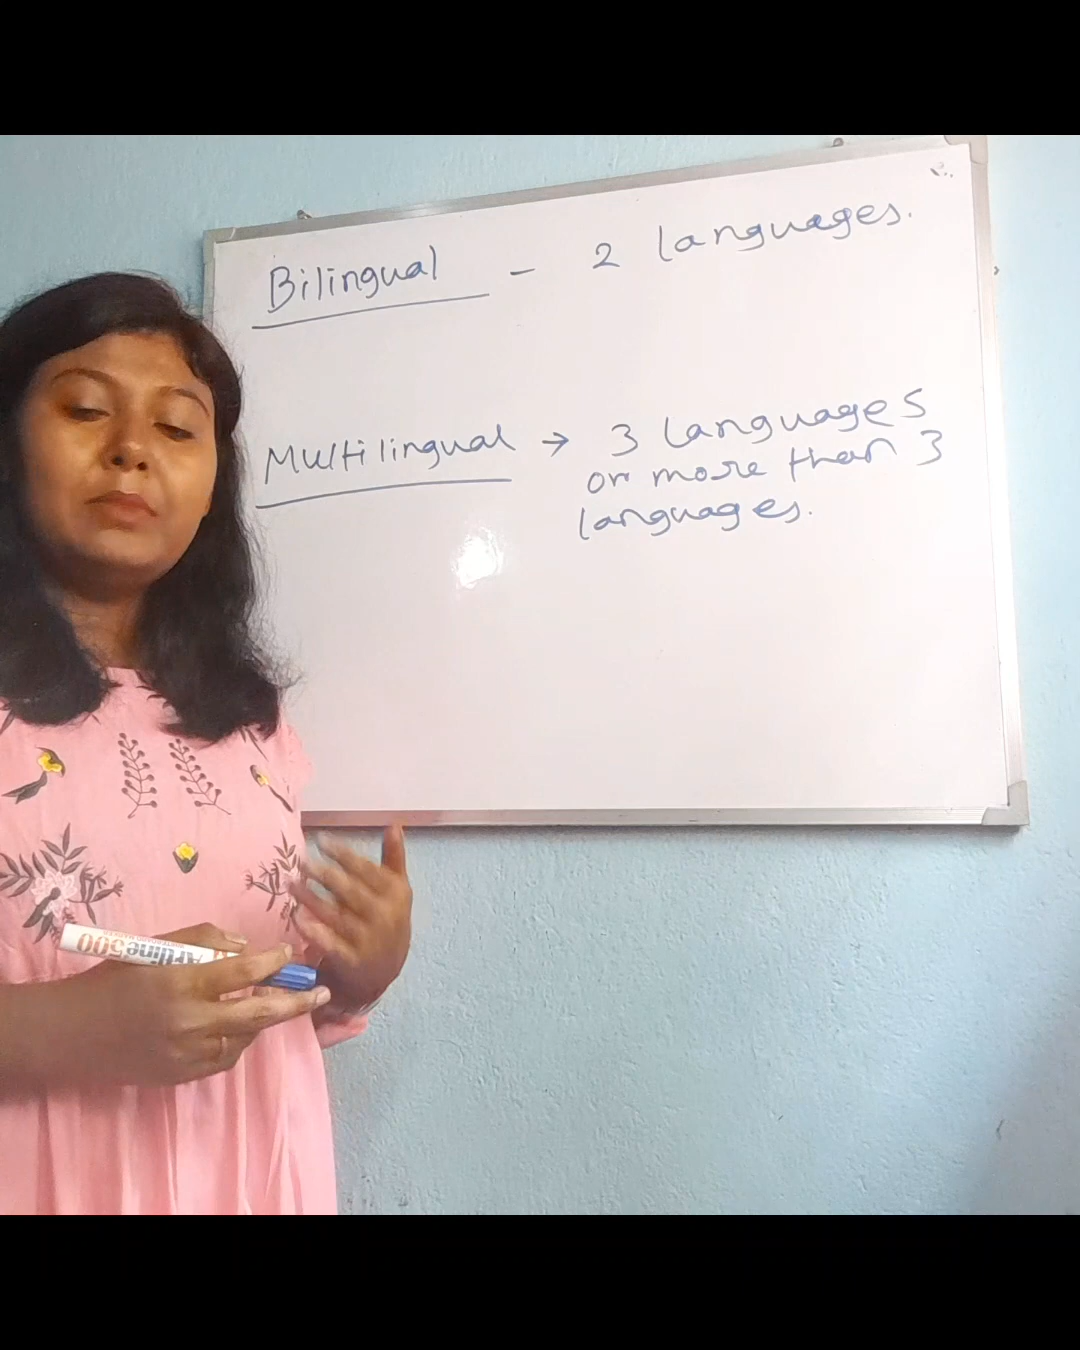 Bilingual - 2 languages.
Multilingual → 3 languages
or more than 3
languages.
Artline500